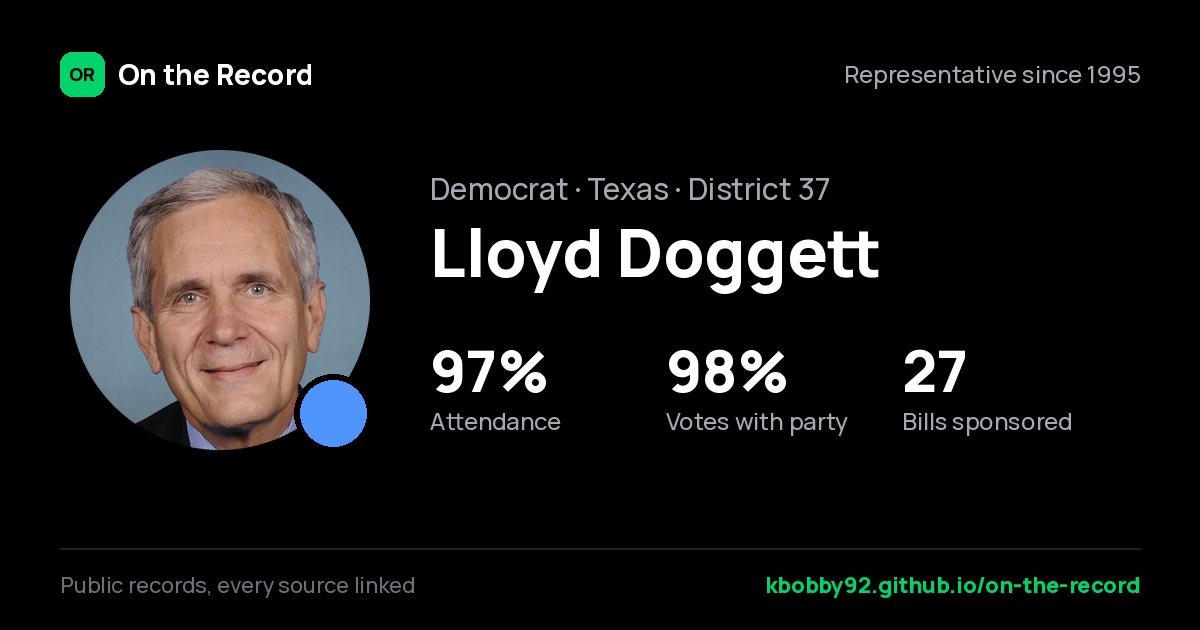 OR On the Record
Representative since 1995
Democrat · Texas · District 37
Lloyd Doggett
97% 98% 27
Attendance Votes with party Bills sponsored
Public records, every source linked
kbobby92.github.io/on-the-record